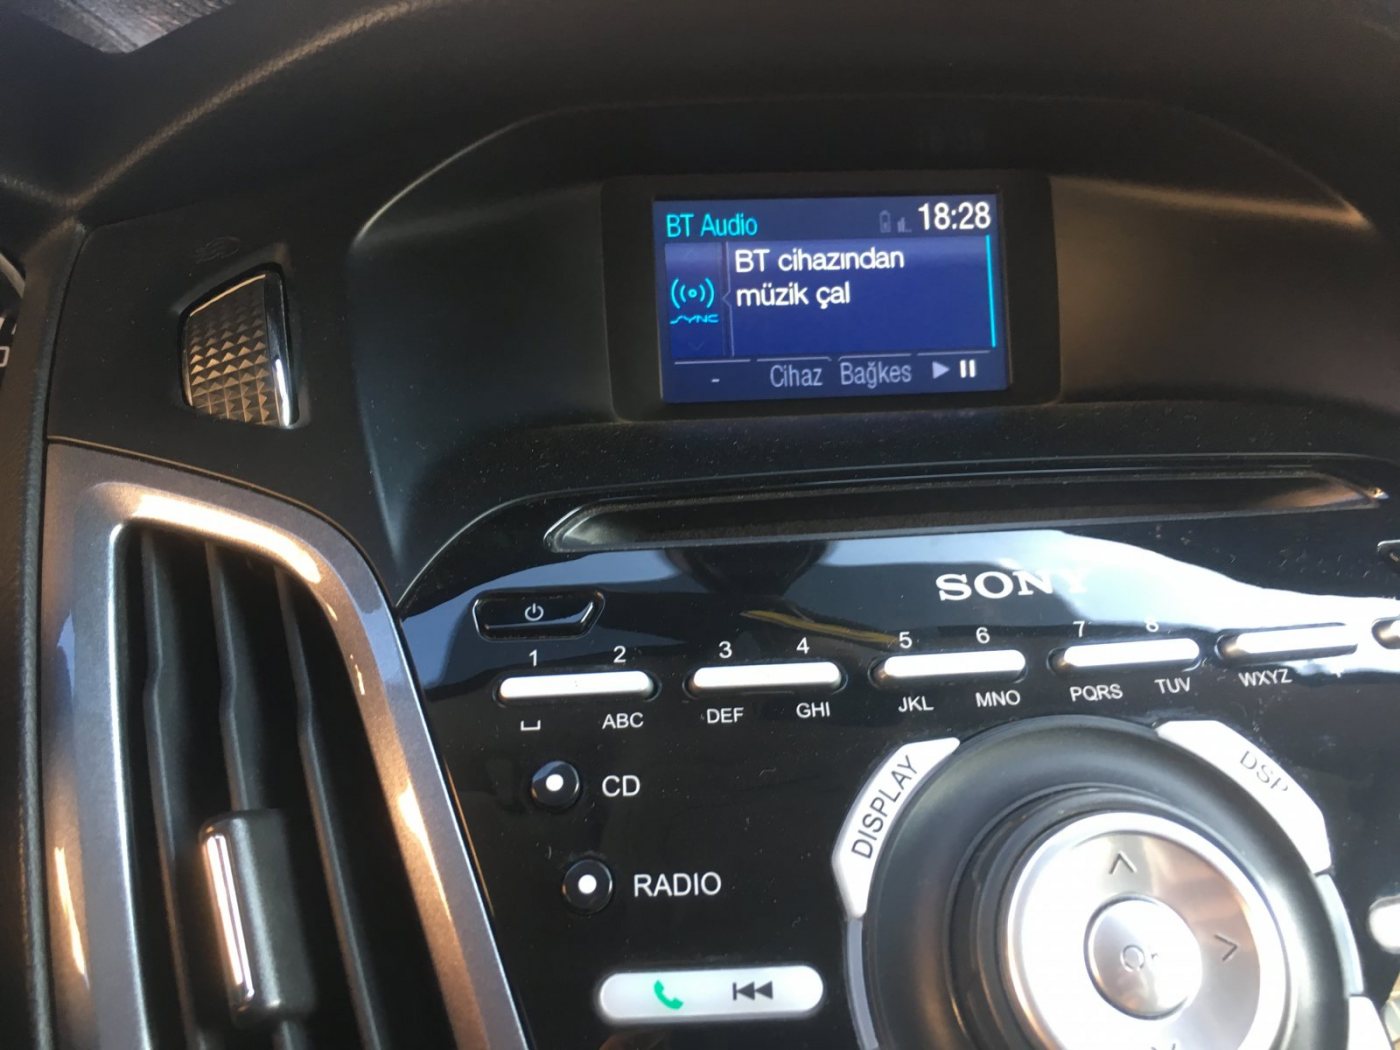 BT Audio 18:28
BT cihazından
müzik çal
SYNC
- Cihaz Bağkes
SONY
1 2 3 4 5 6 7 8
ABC DEF GHI JKL MNO PQRS TUV WXYZ
CD
DISPLAY
DSP
RADIO